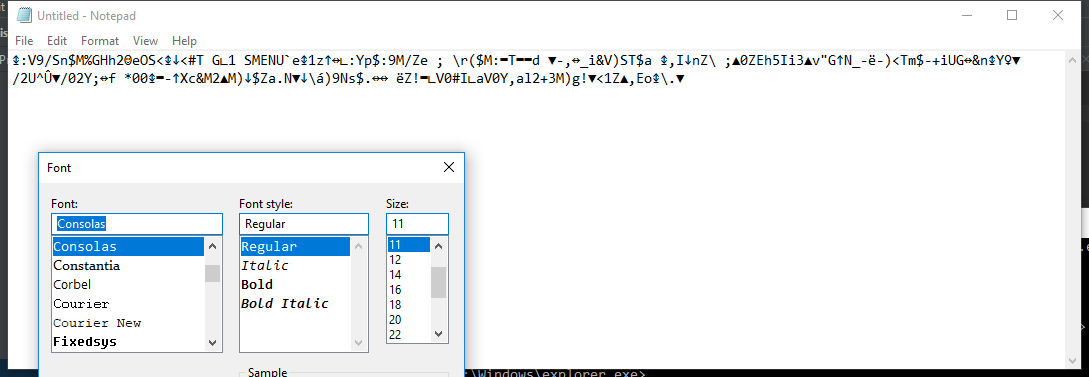 Untitled - Notepad
File Edit Format View Help
⇕:V9/Sn$M%GHh2ΘeOS<⇕↓<#T G∟1 SMENU`e⇕1z↑↔∟:Yp$:9M/Ze ; \r($M:═T══d ▼-,↔_i&V)ST$a ⇕,I↓nZ\ ;▲0ZEh5Ii3▲v"G↑N_-ë-)<Tm$-+iUG↔&n⇕Y♀▼
/2U^Û▼/02Y;↔f *00⇕═-↑Xc&M2▲M)↓$Za.N▼↓\á)9Ns$.↔↔ ëZ!═∟V0#I∟aV0Y,al2+3M)g!▼<1Z▲,Eo⇕\.▼
Font
Font:
Font style:
Size:
Consolas
Regular
11
Consolas
Constantia
Corbel
Courier
Courier New
Fixedsys
Regular
Italic
Bold
Bold Italic
11
12
14
16
18
20
22
Sample
:\Windows\explorer.exe>